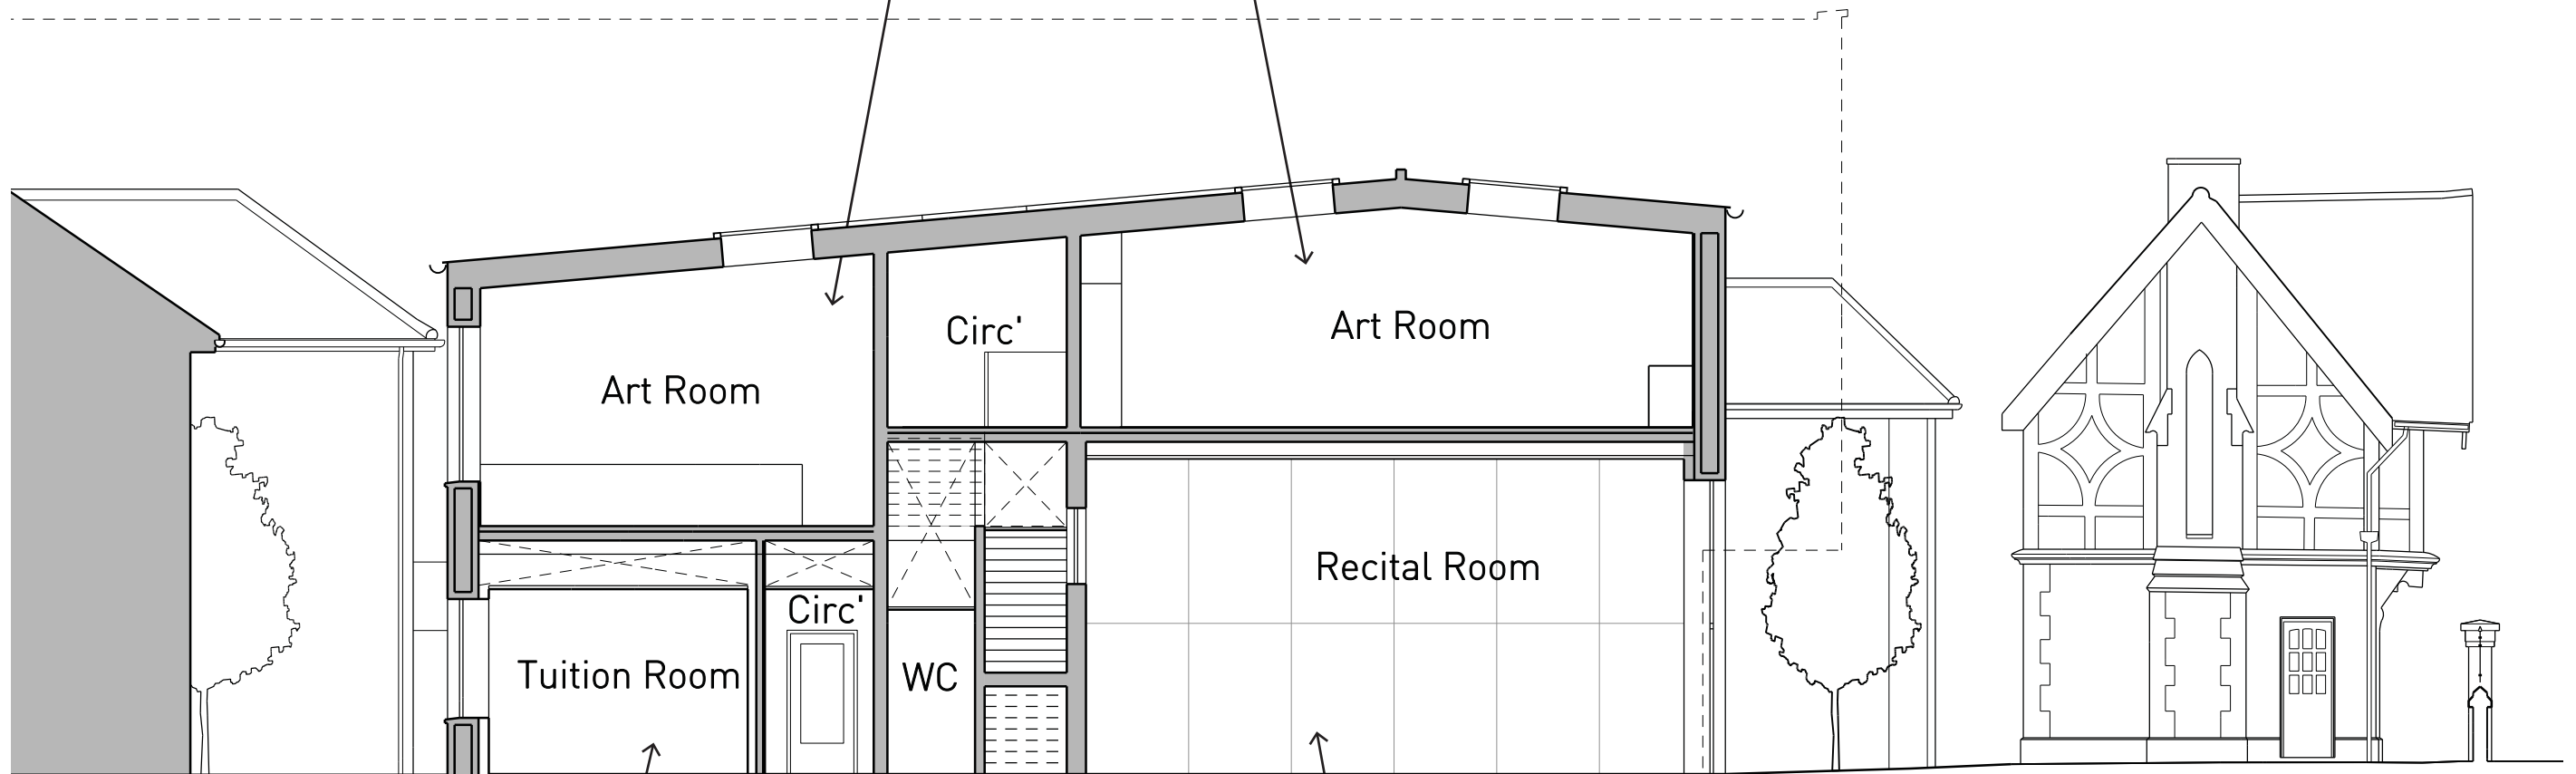 Circ'
Art Room
Art Room
Recital Room
Circ'
Tuition Room
WC